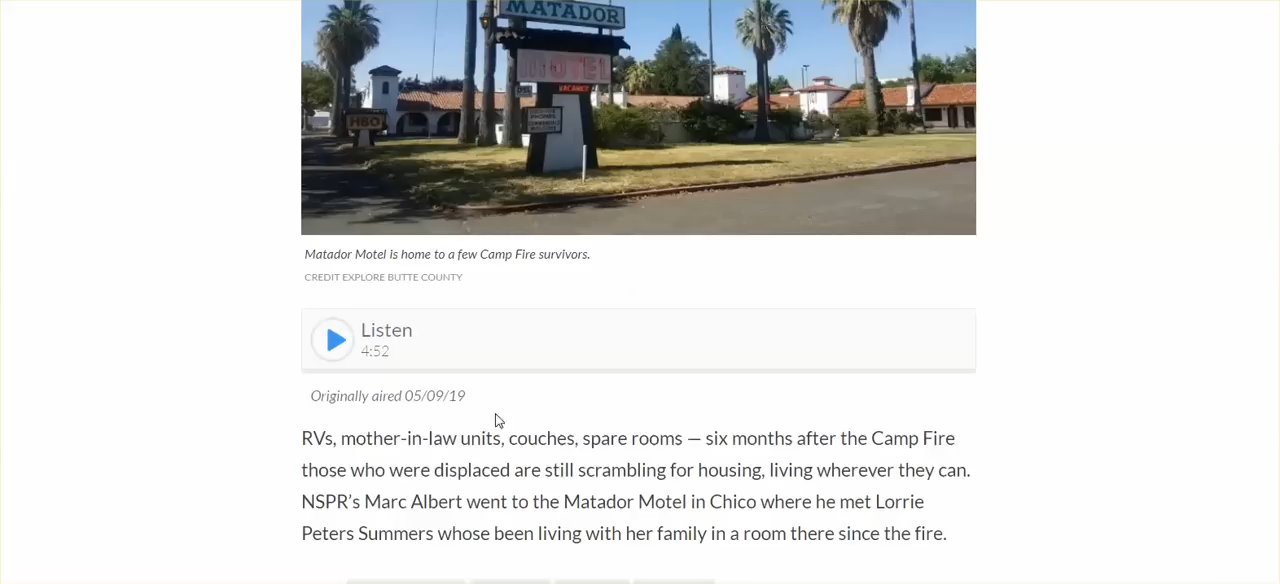 MATADOR
MOTEL
VACANCY
HBO
Matador Motel is home to a few Camp Fire survivors.
CREDIT EXPLORE BUTTE COUNTY
Listen
4:52
Originally aired 05/09/19
RVs, mother-in-law units, couches, spare rooms — six months after the Camp Fire
those who were displaced are still scrambling for housing, living wherever they can.
NSPR’s Marc Albert went to the Matador Motel in Chico where he met Lorrie
Peters Summers whose been living with her family in a room there since the fire.